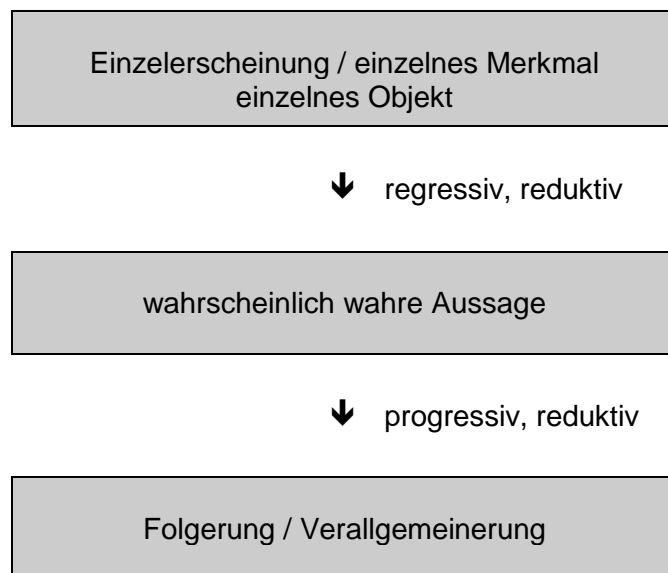 Einzelerscheinung / einzelnes Merkmal
einzelnes Objekt
regressiv, reduktiv
wahrscheinlich wahre Aussage
progressiv, reduktiv
Folgerung / Verallgemeinerung